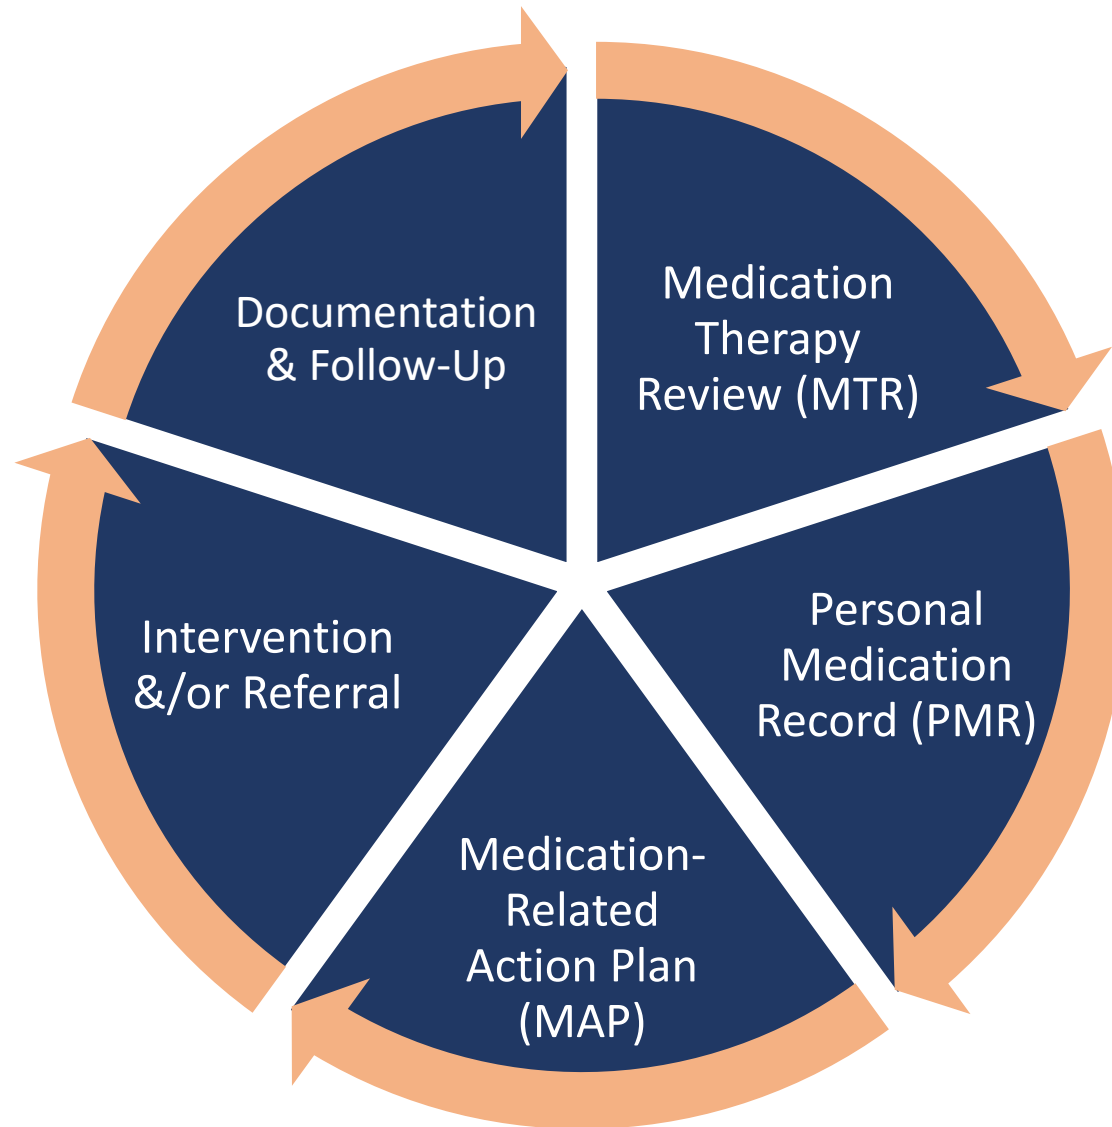 Medication
Therapy
Review (MTR)
Personal
Medication
Record (PMR)
Medication-
Related
Action Plan
(MAP)
Intervention
&/or Referral
Documentation
& Follow-Up